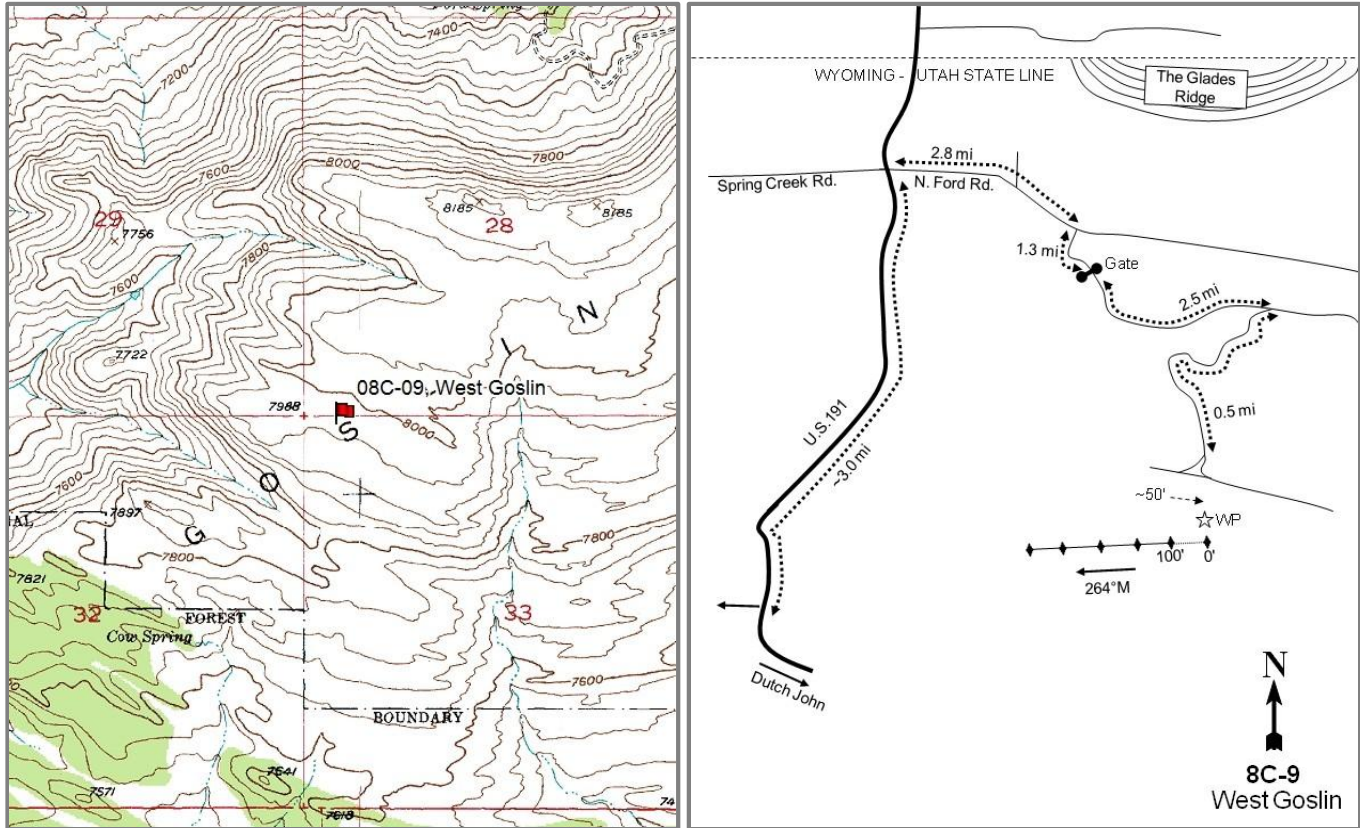 7400
7200
7600
8000
7800
8185
8185
29
28
7756
7800
7600
N
I
7722
08C-09, West Goslin
7988
S
8000
O
7600
7897
G
7800
7800
7821
32
FOREST
33
Cow Spring
7600
BOUNDARY
7541
7571
7618
74
WYOMING - UTAH STATE LINE
The Glades
Ridge
2.8 mi
Spring Creek Rd.
N. Ford Rd.
1.3 mi
Gate
2.5 mi
U.S.191
~3.0 mi
0.5 mi
~50'
WP
100'
0'
264°M
Dutch John
N
8C-9
West Goslin